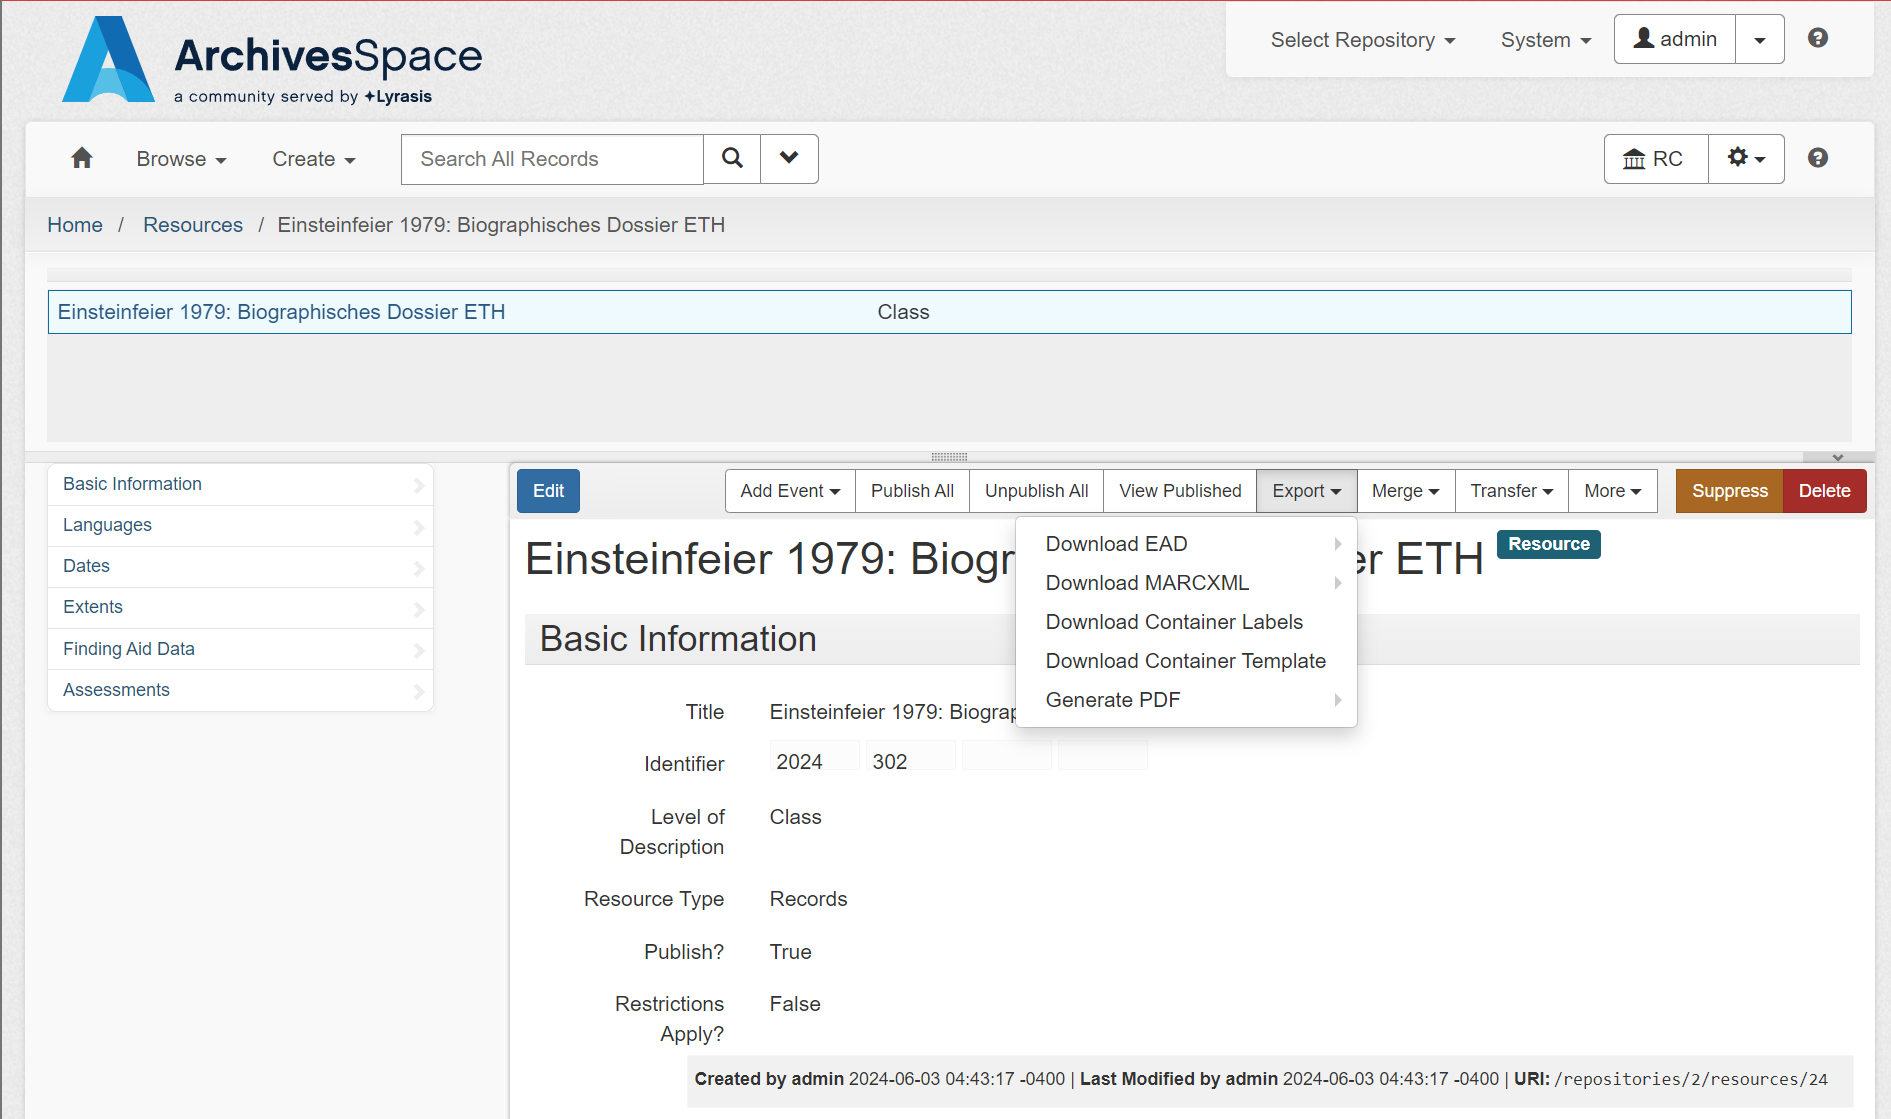 ArchivesSpace
a community served by Lyrasis
Select Repository
System
admin
Browse
Create
Search All Records
RC
Home / Resources / Einsteinfeier 1979: Biographisches Dossier ETH
Einsteinfeier 1979: Biographisches Dossier ETH Class
Basic Information
Languages
Dates
Extents
Finding Aid Data
Assessments
Edit
Add Event
Publish All
Unpublish All
View Published
Export
Merge
Transfer
More
Suppress
Delete
Download EAD
Download MARCXML
Download Container Labels
Download Container Template
Generate PDF
Einsteinfeier 1979: Biogr er ETH Resource
Basic Information
Title Einsteinfeier 1979: Biograp
Identifier 2024 302
Level of Description Class
Resource Type Records
Publish? True
Restrictions Apply? False
Created by admin 2024-06-03 04:43:17 -0400 | Last Modified by admin 2024-06-03 04:43:17 -0400 | URI: /repositories/2/resources/24